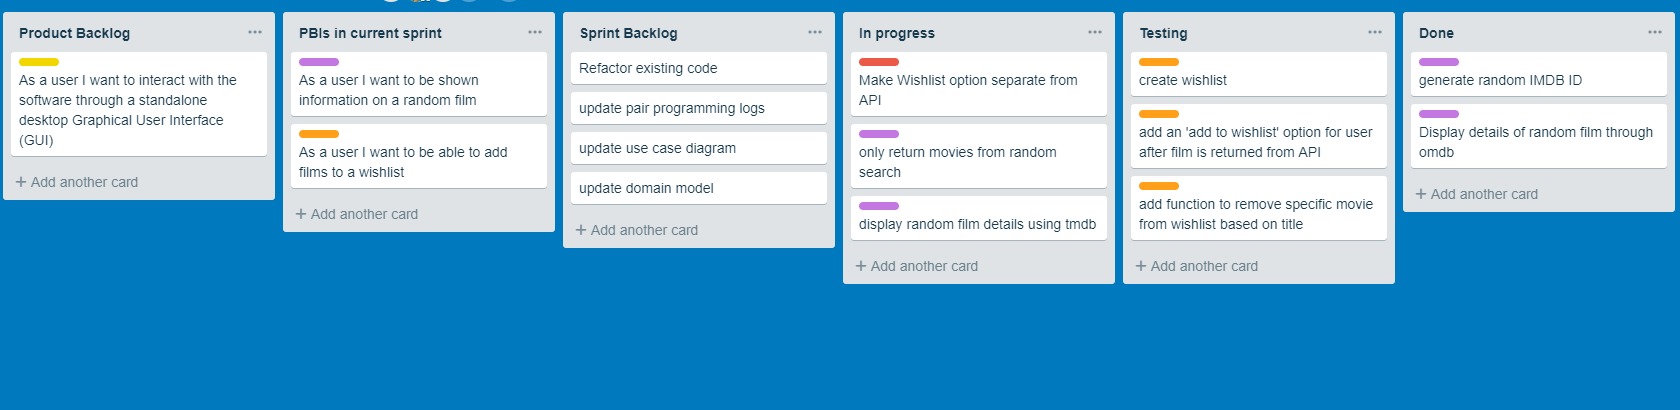 Product Backlog
As a user I want to interact with the
software through a standalone
desktop Graphical User Interface
(GUI)
+ Add another card
PBIs in current sprint
As a user I want to be shown
information on a random film
As a user I want to be able to add
films to a wishlist
+ Add another card
Sprint Backlog
Refactor existing code
update pair programming logs
update use case diagram
update domain model
+ Add another card
In progress
Make Wishlist option separate from
API
only return movies from random
search
display random film details using tmdb
+ Add another card
Testing
create wishlist
add an 'add to wishlist' option for user
after film is returned from API
add function to remove specific movie
from wishlist based on title
+ Add another card
Done
generate random IMDB ID
Display details of random film through
omdb
+ Add another card